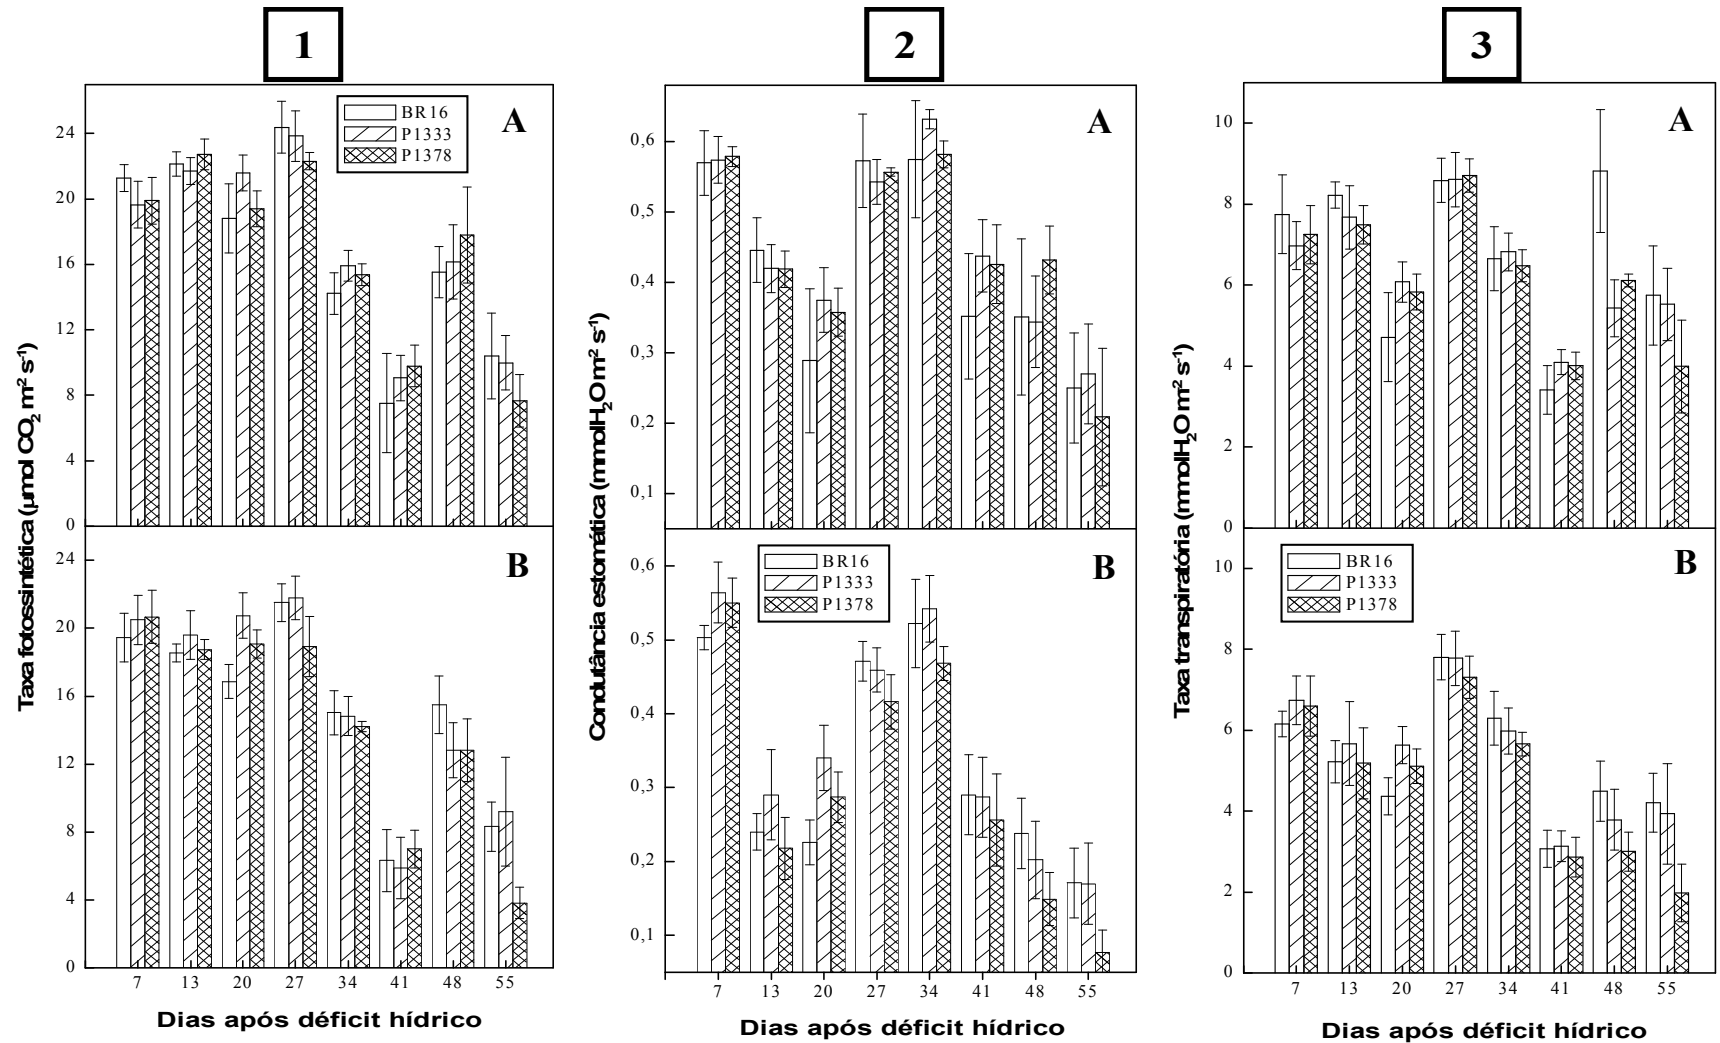 1
2
3
A
BR16
P1333
P1378
24
20
16
12
8
4
0
B
24
20
16
12
8
4
0
Taxa fotossintética (µmol CO2 m² s⁻¹)
7 13 20 27 34 41 48 55
Dias após déficit hídrico
A
0,6
0,5
0,4
0,3
0,2
0,1
B
BR16
P1333
P1378
0,6
0,5
0,4
0,3
0,2
0,1
Condutância estomática (mmolH2O m² s⁻¹)
7 13 20 27 34 41 48 55
Dias após déficit hídrico
A
10
8
6
4
2
0
B
BR16
P1333
P1378
10
8
6
4
2
0
Taxa transpiratória (mmolH2O m² s⁻¹)
7 13 20 27 34 41 48 55
Dias após déficit hídrico